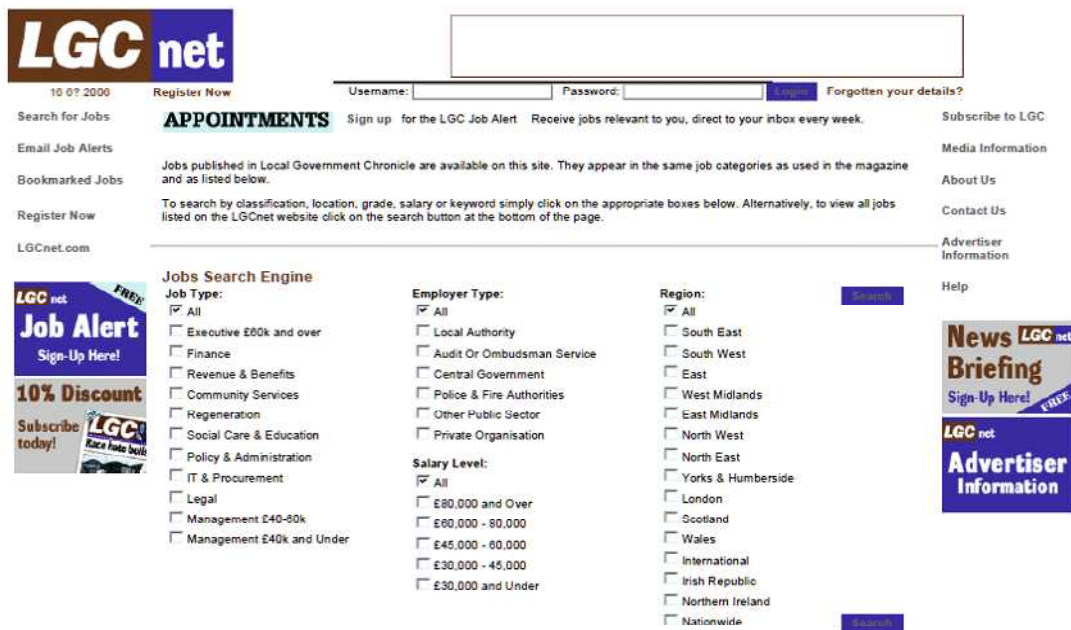 LGC net
Register Now
Username:
Password:
Login
Forgotten your details?
Search for Jobs
Email Job Alerts
Bookmarked Jobs
Register Now
LGCnet.com
LGC net FREE
Job Alert
Sign-Up Here!
10% Discount
Subscribe today!
LGC
Race hate
APPOINTMENTS Sign up for the LGC Job Alert Receive jobs relevant to you, direct to your inbox every week.
Jobs published in Local Government Chronicle are available on this site. They appear in the same job categories as used in the magazine
and as listed below.
To search by classification, location, grade, salary or keyword simply click on the appropriate boxes below. Alternatively, to view all jobs
listed on the LGCnet website click on the search button at the bottom of the page.
Jobs Search Engine
Job Type:
All
Executive £60k and over
Finance
Revenue & Benefits
Community Services
Regeneration
Social Care & Education
Policy & Administration
IT & Procurement
Legal
Management £40-60k
Management £40k and Under
Employer Type:
All
Local Authority
Audit Or Ombudsman Service
Central Government
Police & Fire Authorities
Other Public Sector
Private Organisation
Salary Level:
All
£80,000 and Over
£60,000 - 80,000
£45,000 - 60,000
£30,000 - 45,000
£30,000 and Under
Region:
All
South East
South West
East
West Midlands
East Midlands
North West
North East
Yorks & Humberside
London
Scotland
Wales
International
Irish Republic
Northern Ireland
Nationwide
Search
Search
Subscribe to LGC
Media Information
About Us
Contact Us
Advertiser
Information
Help
News LGC net
Briefing
Sign-Up Here! FREE
LGC net
Advertiser
Information